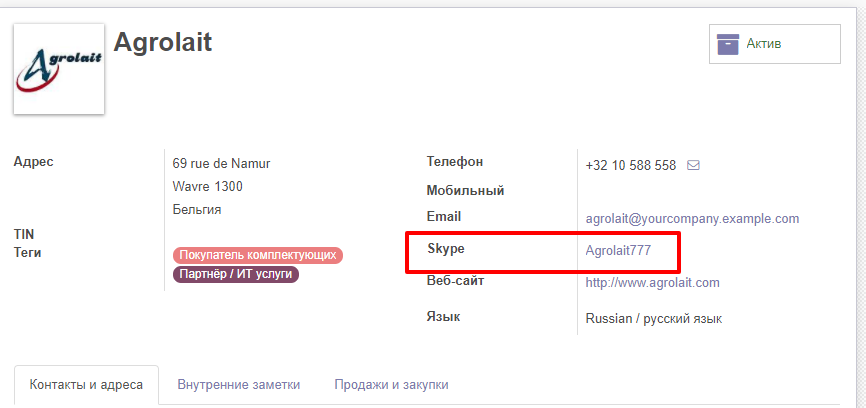 Agrolait
Agrolait
Актив
Адрес
69 rue de Namur
Wavre 1300
Бельгия
TIN
Теги
Покупатель комплектующих
Партнёр / ИТ услуги
Телефон
+32 10 588 558
Мобильный
Email
agrolait@yourcompany.example.com
Skype
Agrolait777
Веб-сайт
http://www.agrolait.com
Язык
Russian / русский язык
Контакты и адреса
Внутренние заметки
Продажи и закупки